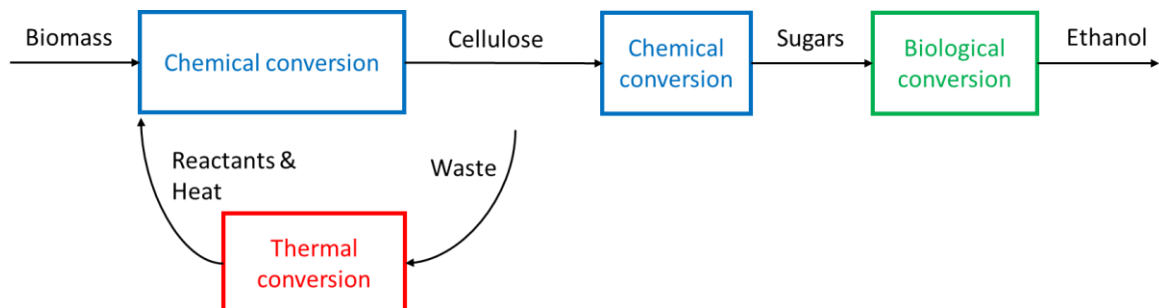 Biomass
Chemical conversion
Cellulose
Chemical
conversion
Sugars
Biological
conversion
Ethanol
Reactants &
Heat
Waste
Thermal
conversion